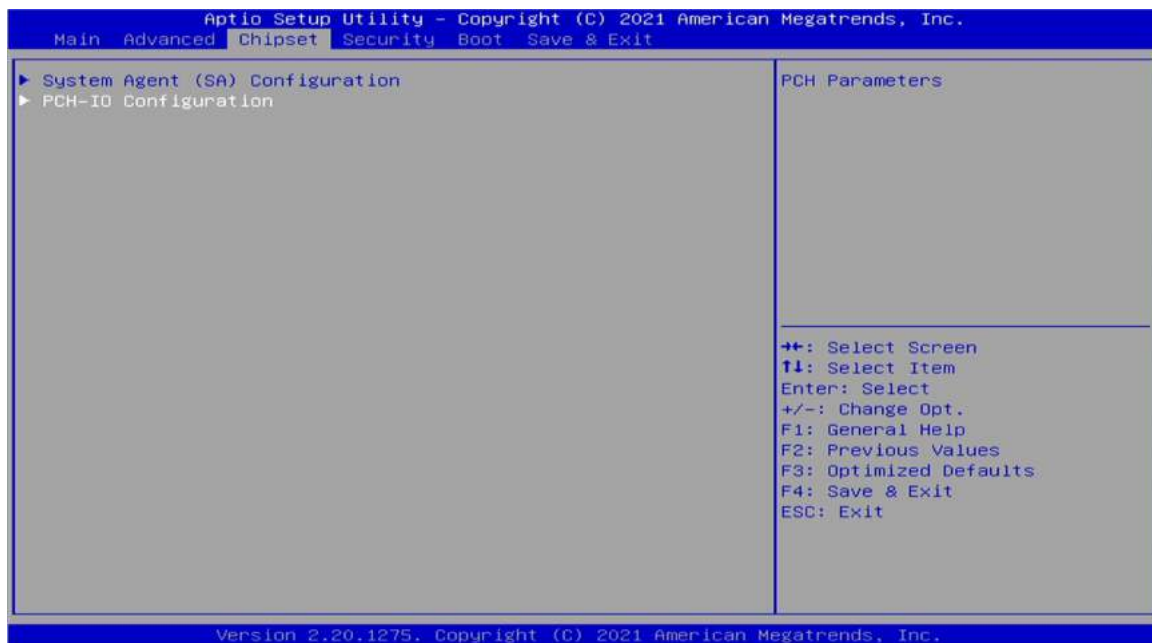 Aptio Setup Utility – Copyright (C) 2021 American Megatrends, Inc.
Main Advanced Chipset Security Boot Save & Exit
► System Agent (SA) Configuration
► PCH-IO Configuration
PCH Parameters
→←: Select Screen
↑↓: Select Item
Enter: Select
+/-: Change Opt.
F1: General Help
F2: Previous Values
F3: Optimized Defaults
F4: Save & Exit
ESC: Exit
Version 2.20.1275. Copyright (C) 2021 American Megatrends, Inc.